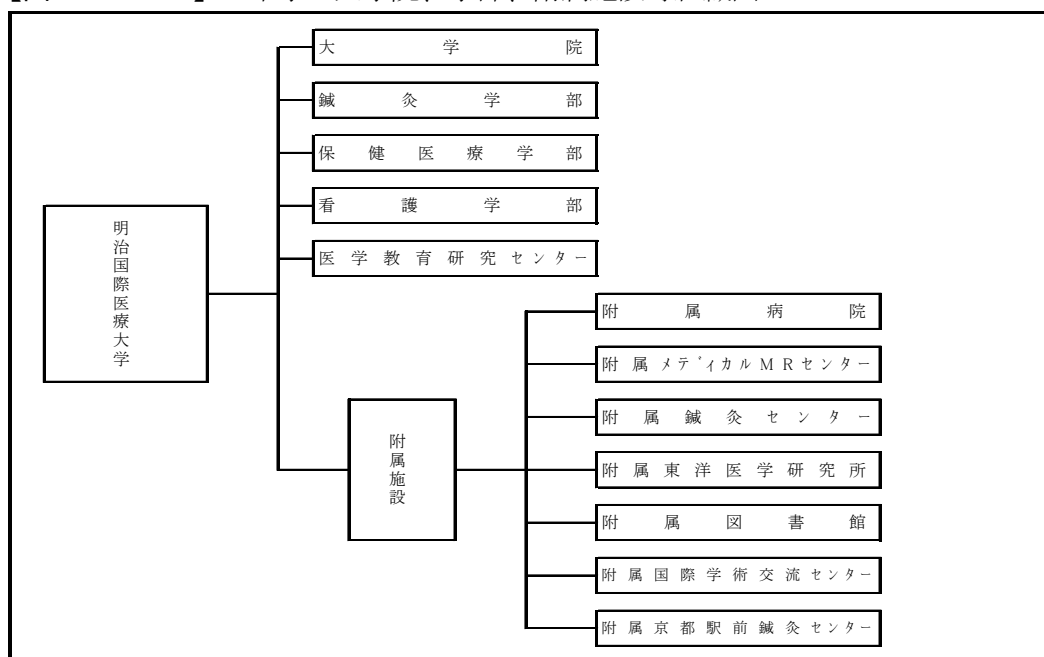 大学院
鍼灸学部
保健医療学部
看護学部
医学教育研究センター
明治国際医療大学
附属施設
附属病院
附属メディカルMRセンター
附属鍼灸センター
附属東洋医学研究所
附属図書館
附属国際学術交流センター
附属京都駅前鍼灸センター